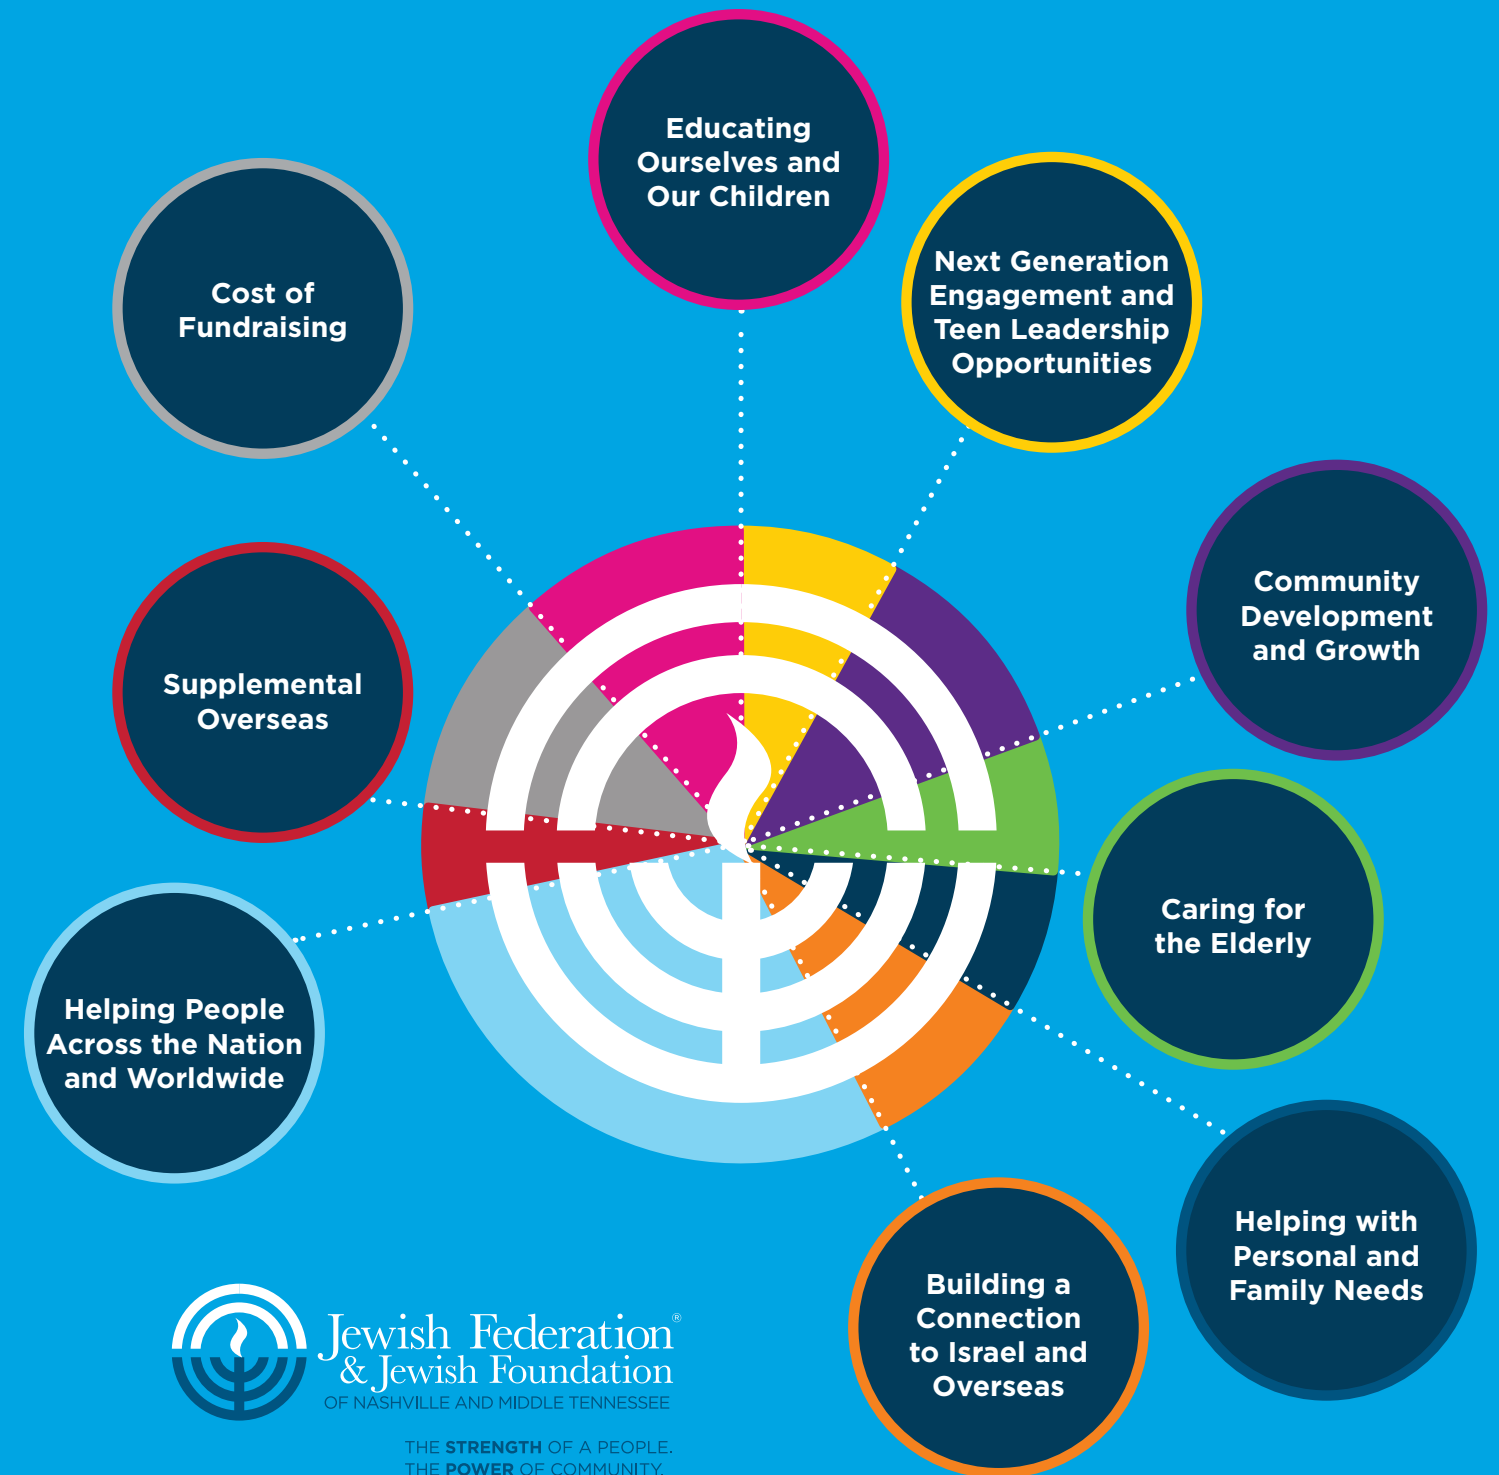 Educating
Ourselves and
Our Children
Next Generation
Engagement and
Teen Leadership
Opportunities
Cost of
Fundraising
Community
Development
and Growth
Supplemental
Overseas
Caring for
the Elderly
Helping People
Across the Nation
and Worldwide
Helping with
Personal and
Family Needs
Building a
Connection
to Israel and
Overseas
Jewish Federation®
& Jewish Foundation
OF NASHVILLE AND MIDDLE TENNESSEE
THE STRENGTH OF A PEOPLE.
THE POWER OF COMMUNITY.